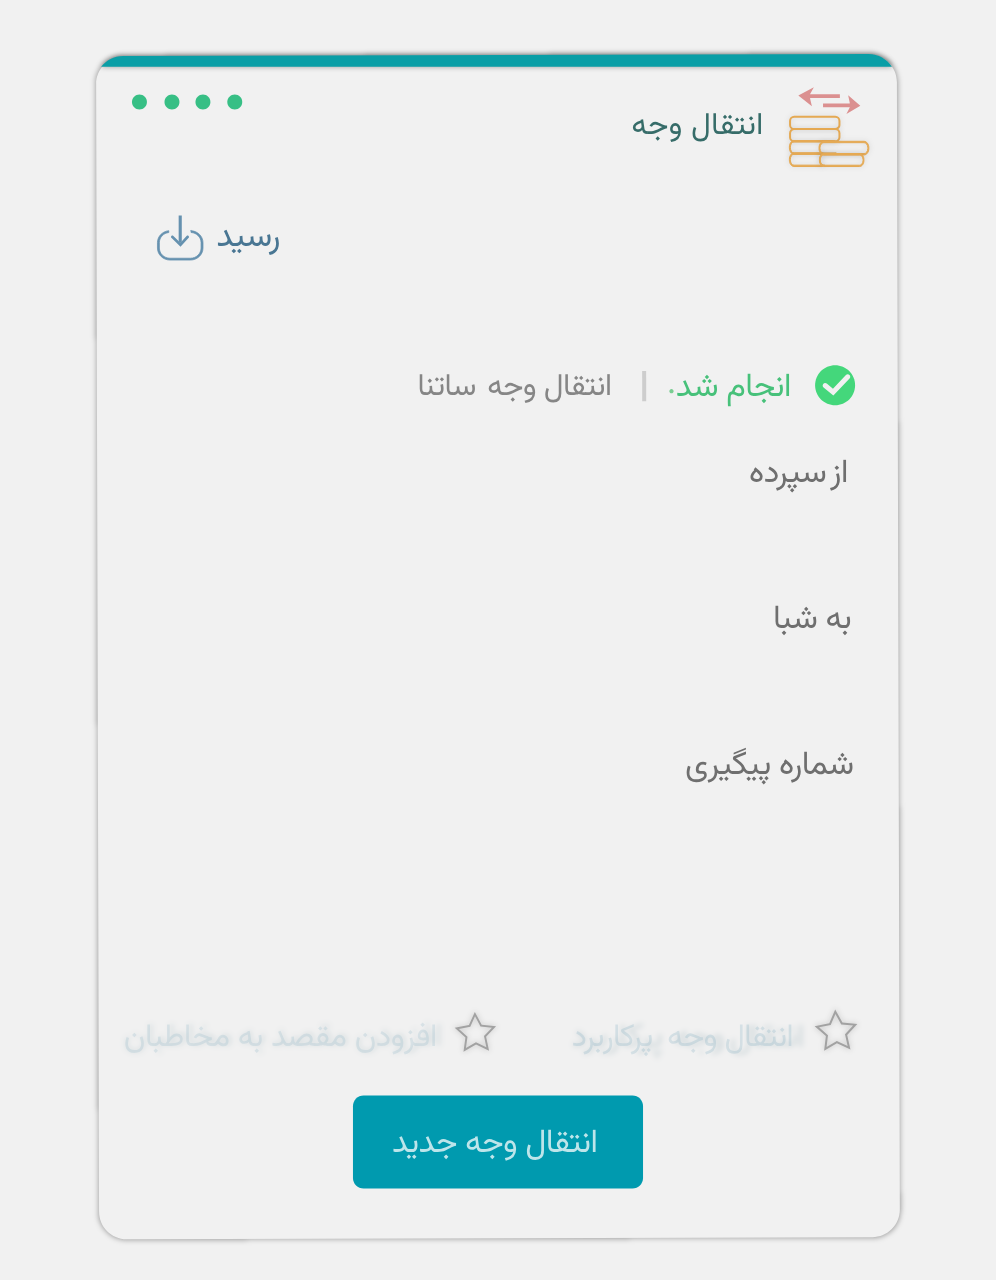 انتقال وجه
رسید
انجام شد. | انتقال وجه ساتنا
از سپرده
به شبا
شماره پیگیری
انتقال وجه پرکاربرد افزودن مقصد به مخاطبان
انتقال وجه جدید